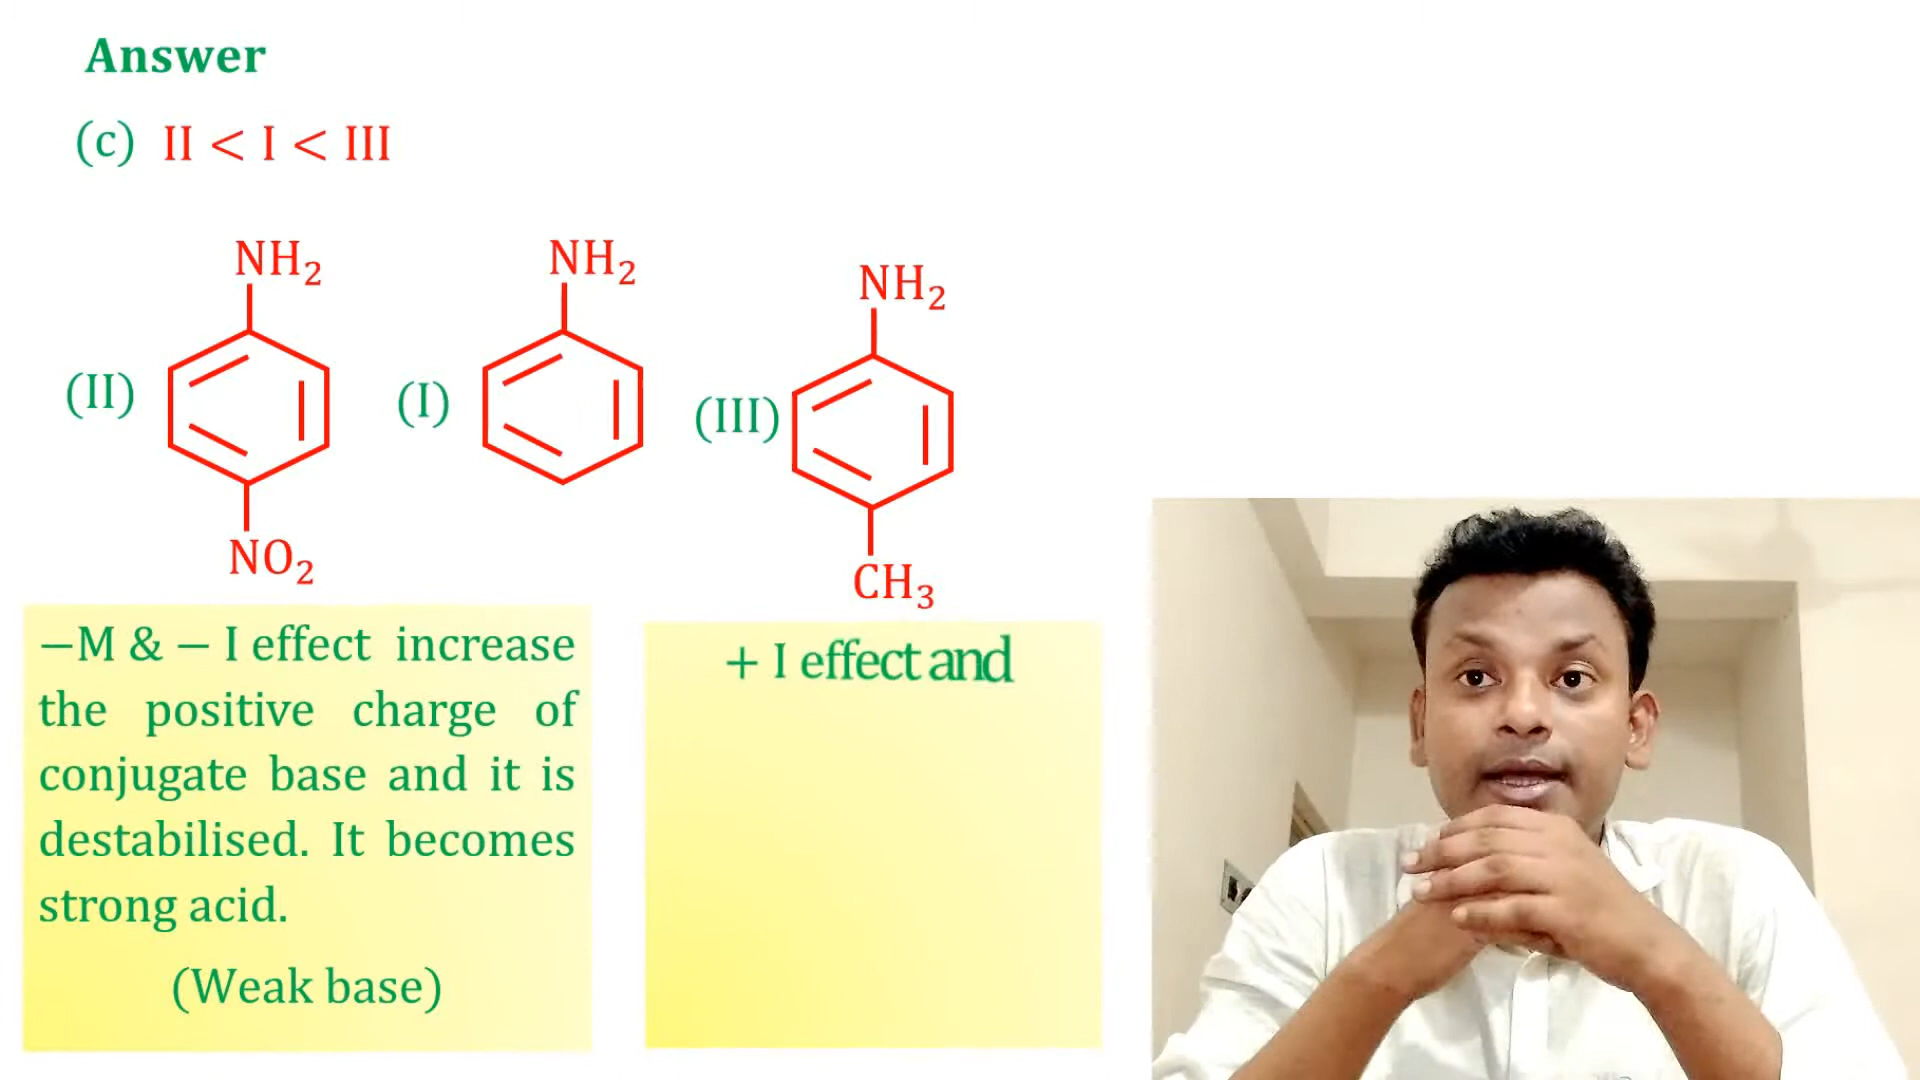 Answer
(c) II < I < III
NH₂
NH₂
NH₂
(II)
(I)
(III)
NO₂
CH₃
−M & − I effect increase
the positive charge of
conjugate base and it is
destabilised. It becomes
strong acid.
(Weak base)
+ I effect and